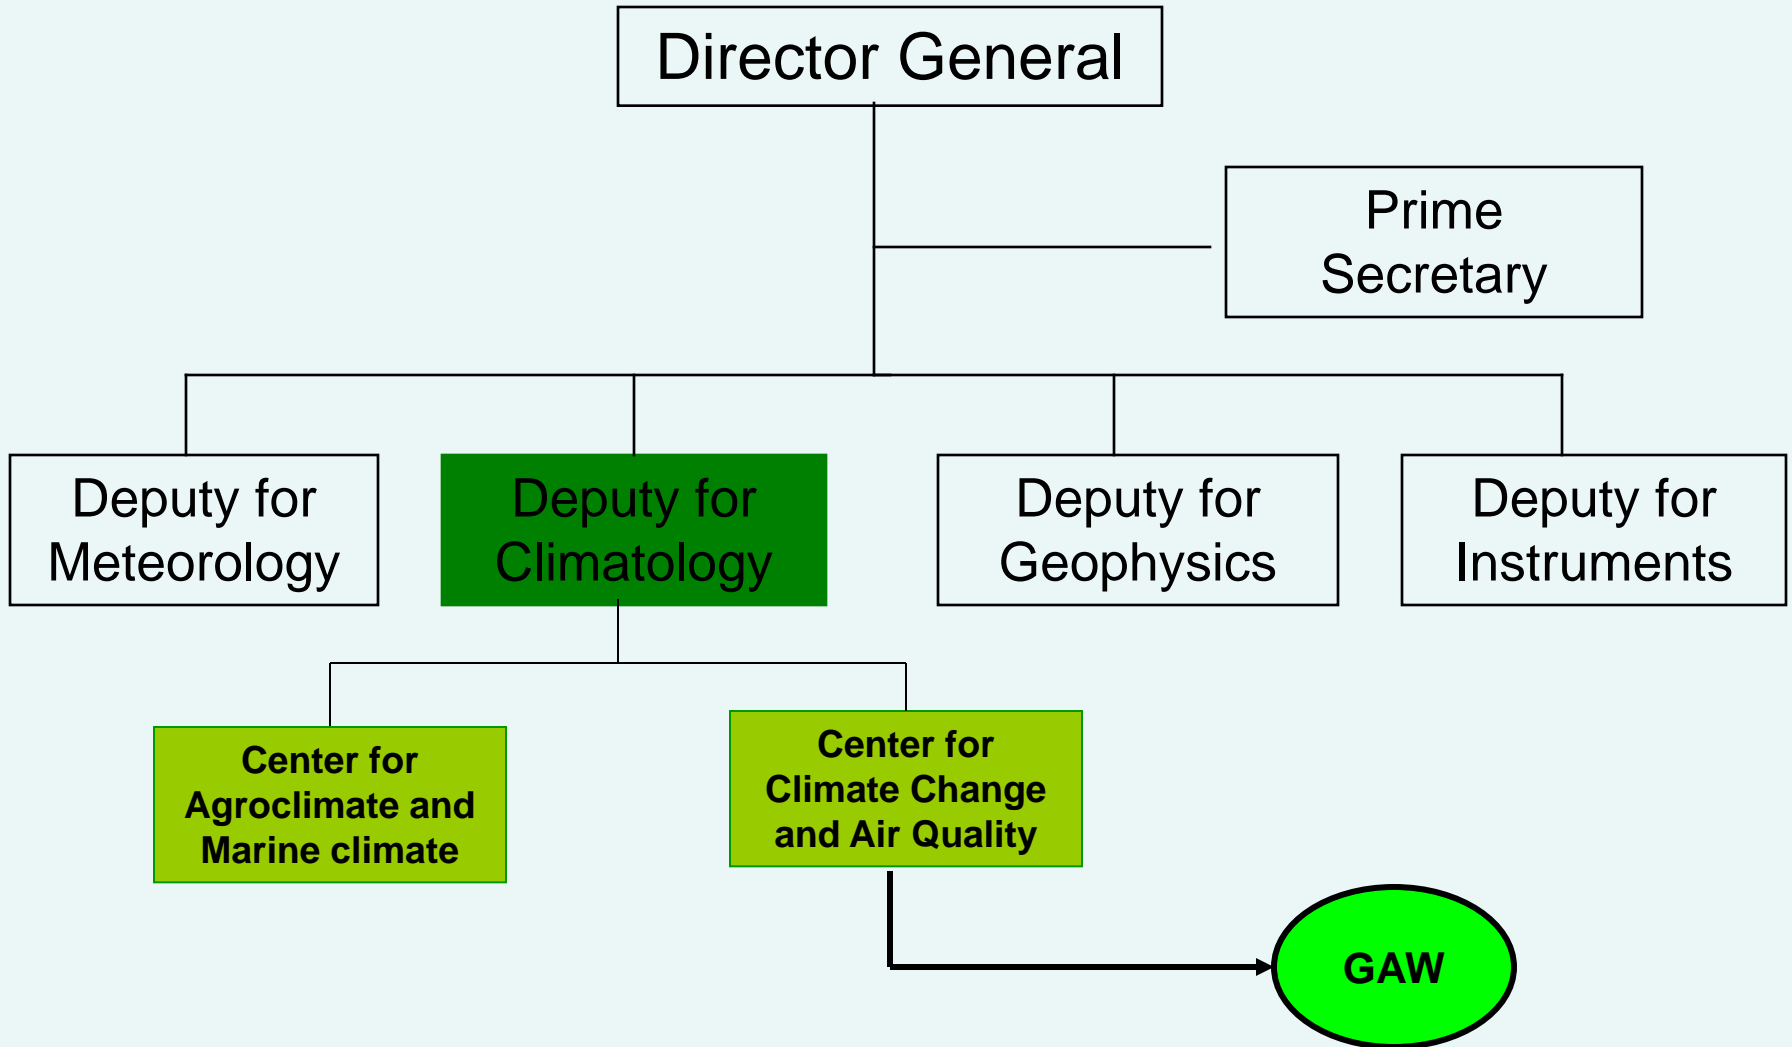 Director General
Prime
Secretary
Deputy for
Meteorology
Deputy for
Climatology
Deputy for
Geophysics
Deputy for
Instruments
Center for
Agroclimate and
Marine climate
Center for
Climate Change
and Air Quality
GAW